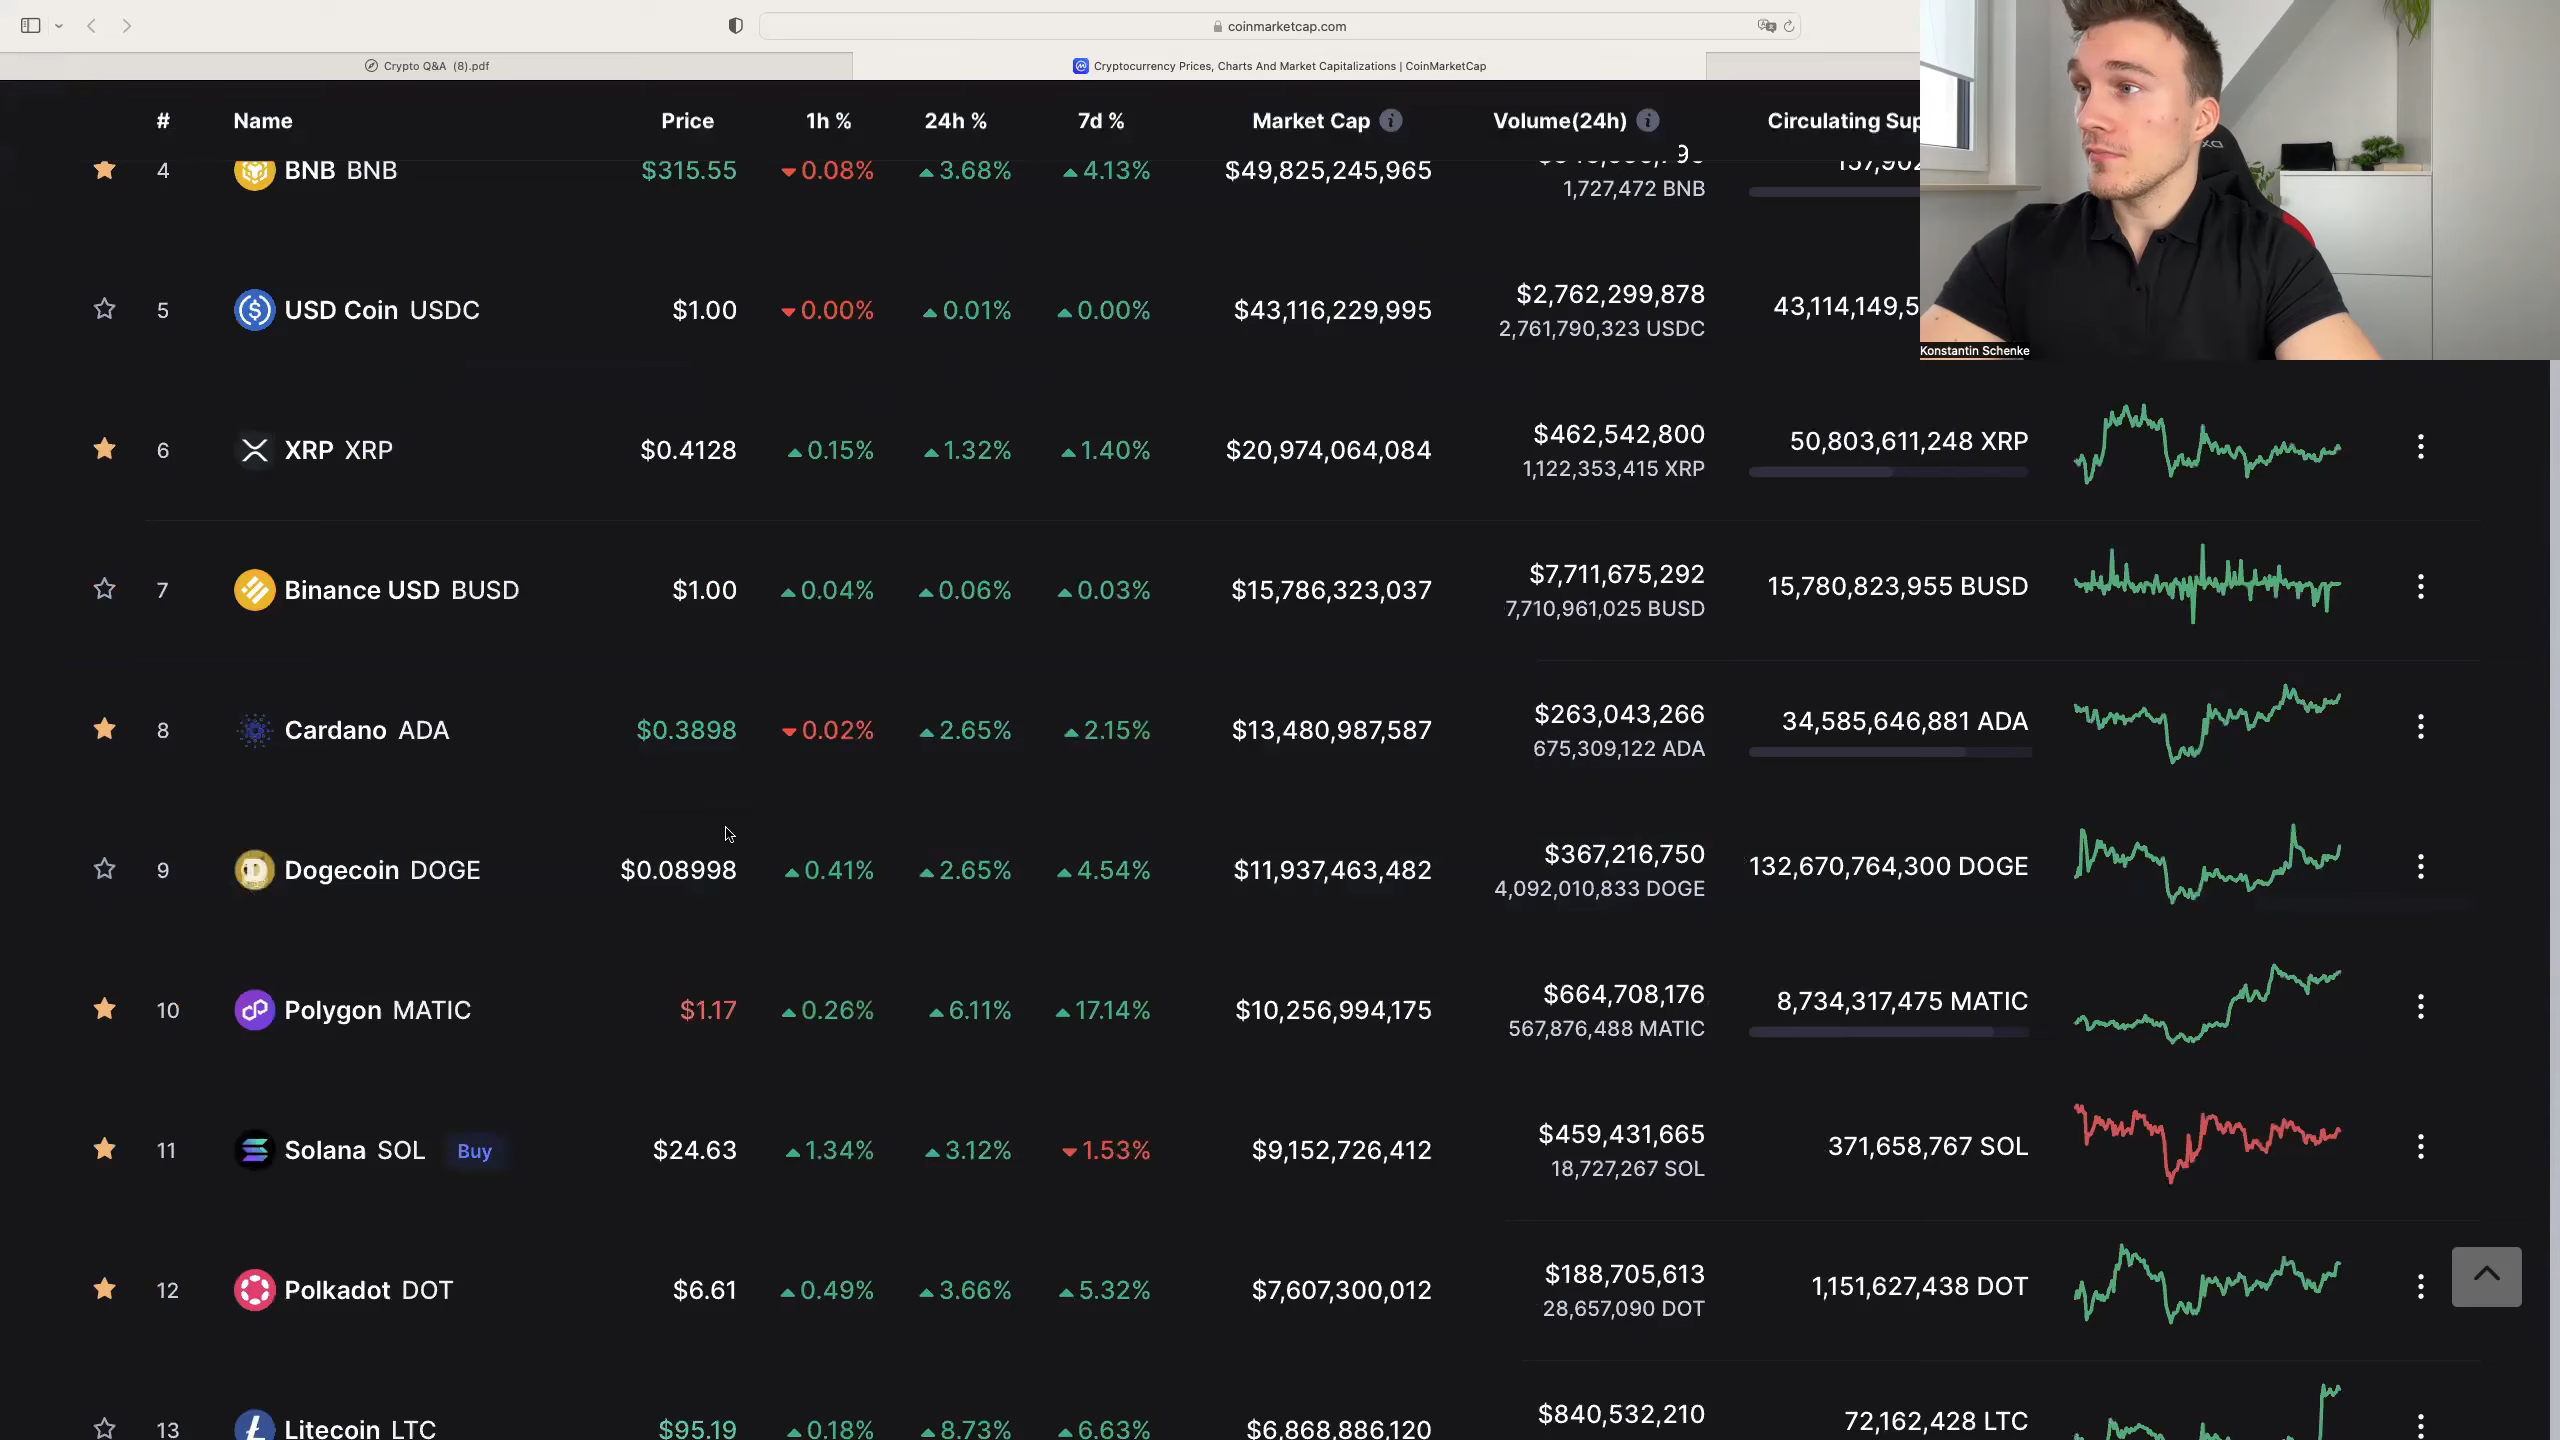 coinmarketcap.com
Crypto Q&A (8).pdf
Cryptocurrency Prices, Charts And Market Capitalizations | CoinMarketCap
# Name Price 1h % 24h % 7d % Market Cap Volume(24h) Circulating Sup
4 BNB BNB $315.55 0.08% 3.68% 4.13% $49,825,245,965
1,727,472 BNB
5 USD Coin USDC $1.00 0.00% 0.01% 0.00% $43,116,229,995 $2,762,299,878 43,114,149,5
2,761,790,323 USDC
Konstantin Schenke
6 XRP XRP $0.4128 0.15% 1.32% 1.40% $20,974,064,084 $462,542,800 50,803,611,248 XRP
1,122,353,415 XRP
7 Binance USD BUSD $1.00 0.04% 0.06% 0.03% $15,786,323,037 $7,711,675,292 15,780,823,955 BUSD
7,710,961,025 BUSD
8 Cardano ADA $0.3898 0.02% 2.65% 2.15% $13,480,987,587 $263,043,266 34,585,646,881 ADA
675,309,122 ADA
9 Dogecoin DOGE $0.08998 0.41% 2.65% 4.54% $11,937,463,482 $367,216,750 132,670,764,300 DOGE
4,092,010,833 DOGE
10 Polygon MATIC $1.17 0.26% 6.11% 17.14% $10,256,994,175 $664,708,176 8,734,317,475 MATIC
567,876,488 MATIC
11 Solana SOL Buy $24.63 1.34% 3.12% 1.53% $9,152,726,412 $459,431,665 371,658,767 SOL
18,727,267 SOL
12 Polkadot DOT $6.61 0.49% 3.66% 5.32% $7,607,300,012 $188,705,613 1,151,627,438 DOT
28,657,090 DOT
13 Litecoin LTC $95.19 0.18% 8.73% 6.63% $6,868,886,120 $840,532,210 72,162,428 LTC